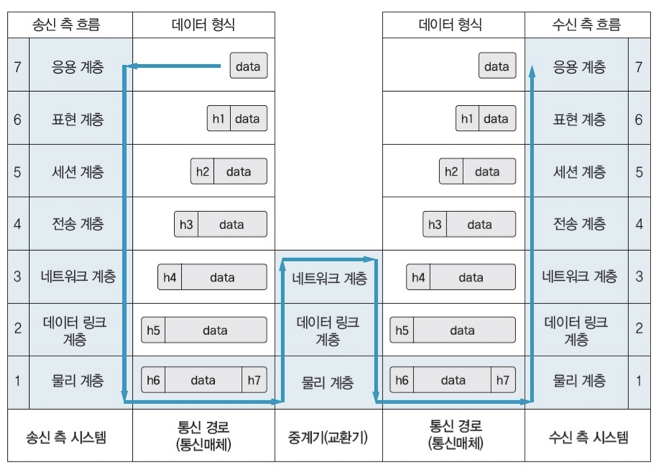 송신 측 흐름 데이터 형식 데이터 형식 수신 측 흐름
7 응용 계층 data data 응용 계층 7
6 표현 계층 h1 data h1 data 표현 계층 6
5 세션 계층 h2 data h2 data 세션 계층 5
4 전송 계층 h3 data h3 data 전송 계층 4
3 네트워크 계층 h4 data 네트워크 계층 h4 data 네트워크 계층 3
2 데이터 링크 계층 h5 data 데이터 링크 계층 h5 data 데이터 링크 계층 2
1 물리 계층 h6 data h7 물리 계층 h6 data h7 물리 계층 1
송신 측 시스템 통신 경로 (통신매체) 중계기(교환기) 통신 경로 (통신매체) 수신 측 시스템